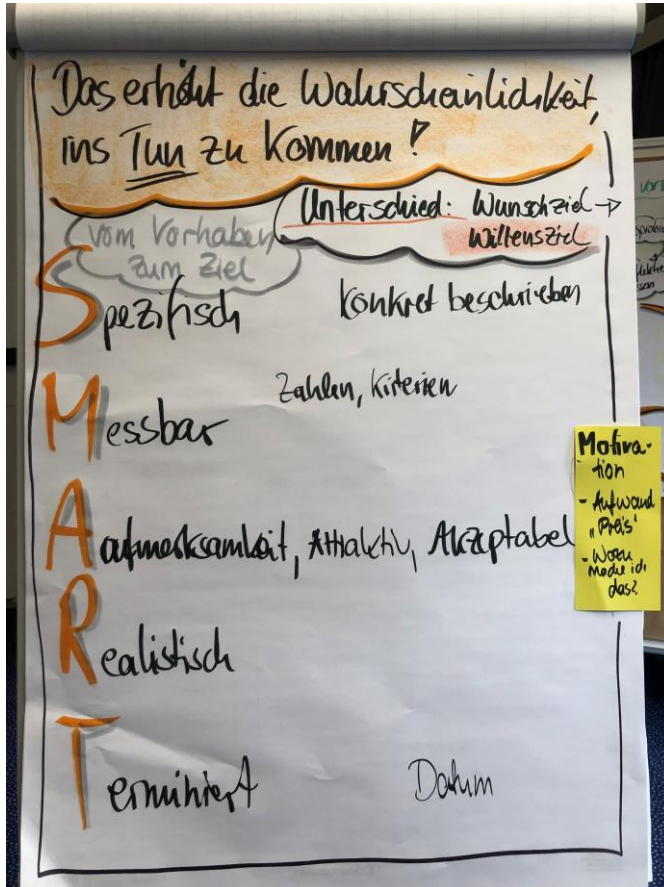 Das erhöht die Wahrscheinlichkeit,
ins Tun zu kommen!
Unterschied: Wunschziel →
Willensziel
vom Vorhaben
zum Ziel
Spezifisch konkret beschrieben
Messbar Zahlen, Kiterien
Aufmerksamkeit, Attraktiv, Akzeptabel
Realistisch
Terminiert Datum
Motiva-
tion
- Aufwand
"Preis"
- Wozu
mache ich
das?